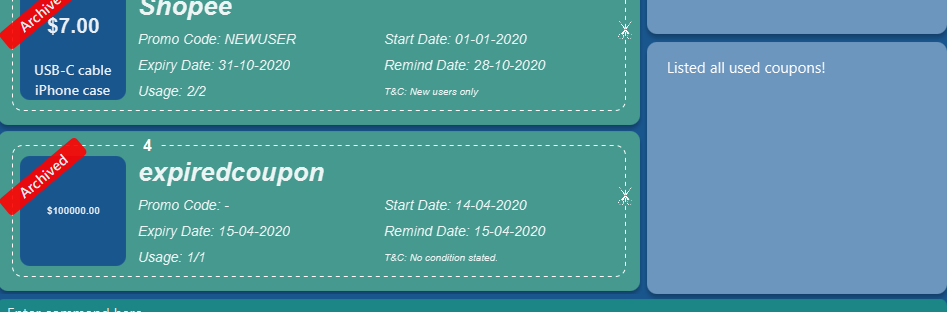 Archived
$7.00
USB-C cable
iPhone case
Shopee
Promo Code: NEWUSER
Start Date: 01-01-2020
Expiry Date: 31-10-2020
Remind Date: 28-10-2020
Usage: 2/2
T&C: New users only
Listed all used coupons!
4
Archived
$100000.00
expiredcoupon
Promo Code: -
Start Date: 14-04-2020
Expiry Date: 15-04-2020
Remind Date: 15-04-2020
Usage: 1/1
T&C: No condition stated.
Enter command here